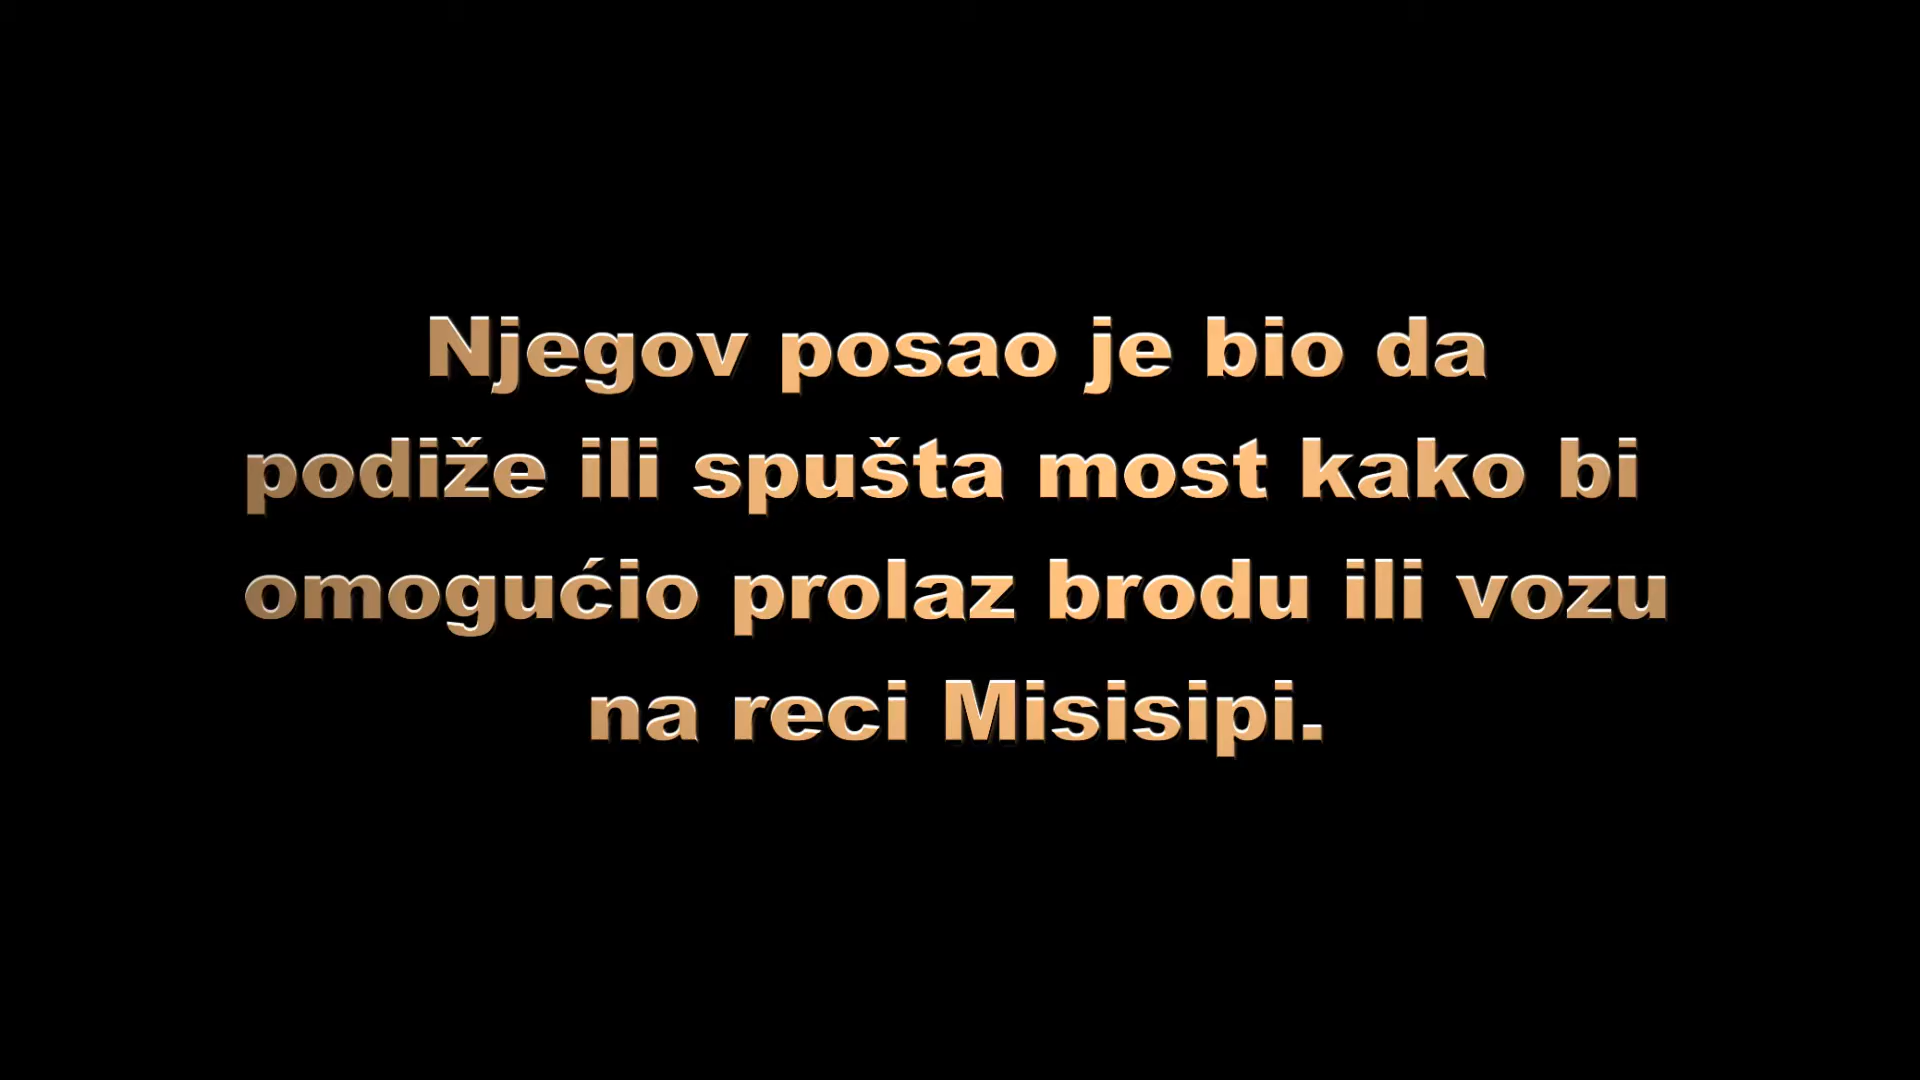 Njegov posao je bio da
podiže ili spušta most kako bi
omogućio prolaz brodu ili vozu
na reci Misisipi.